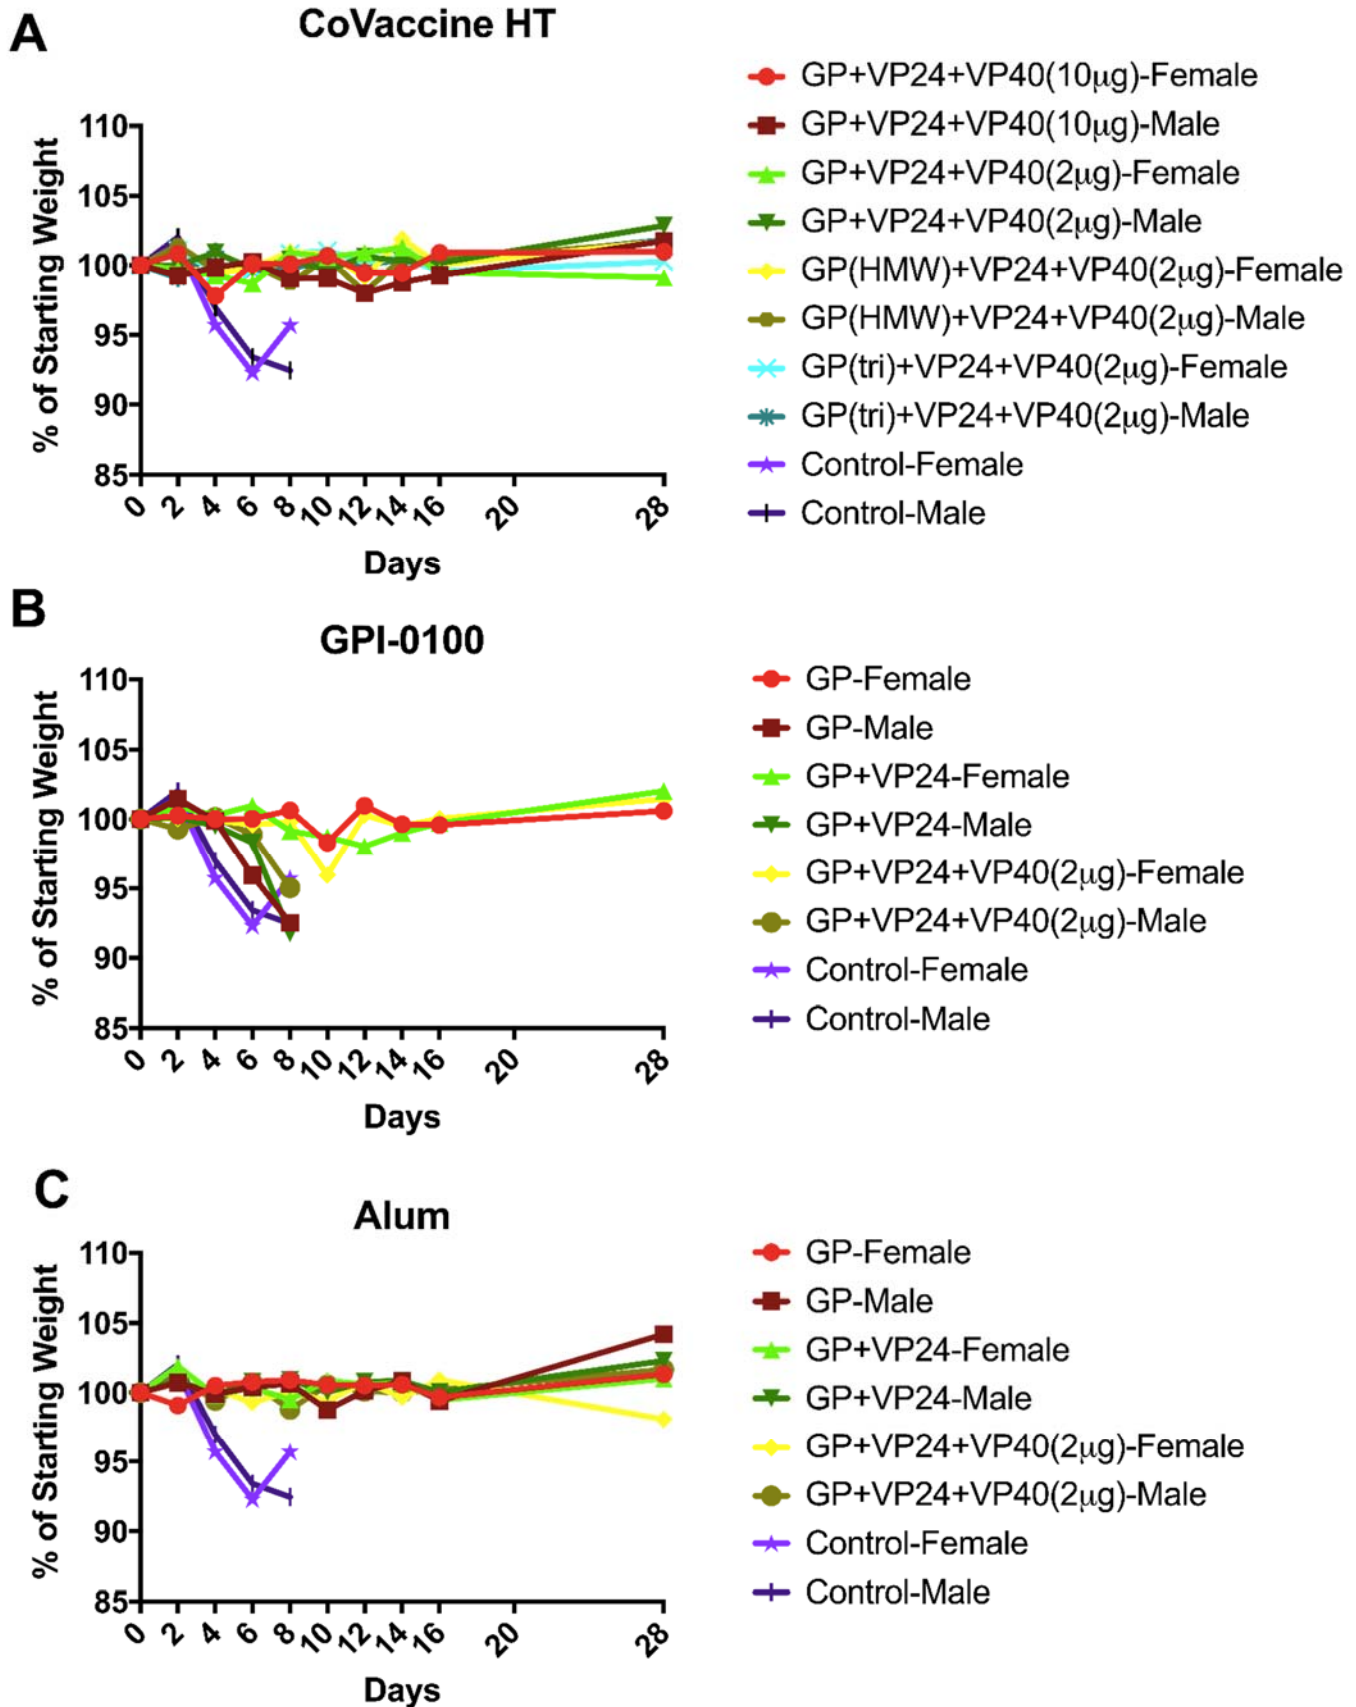 A
CoVaccine HT
% of Starting Weight
110
105
100
95
90
85
0 2 4 6 8 10 12 14 16 20 28
Days
GP+VP24+VP40(10μg)-Female
GP+VP24+VP40(10μg)-Male
GP+VP24+VP40(2μg)-Female
GP+VP24+VP40(2μg)-Male
GP(HMW)+VP24+VP40(2μg)-Female
GP(HMW)+VP24+VP40(2μg)-Male
GP(tri)+VP24+VP40(2μg)-Female
GP(tri)+VP24+VP40(2μg)-Male
Control-Female
Control-Male
B
GPI-0100
% of Starting Weight
110
105
100
95
90
85
0 2 4 6 8 10 12 14 16 20 28
Days
GP-Female
GP-Male
GP+VP24-Female
GP+VP24-Male
GP+VP24+VP40(2μg)-Female
GP+VP24+VP40(2μg)-Male
Control-Female
Control-Male
C
Alum
% of Starting Weight
110
105
100
95
90
85
0 2 4 6 8 10 12 14 16 20 28
Days
GP-Female
GP-Male
GP+VP24-Female
GP+VP24-Male
GP+VP24+VP40(2μg)-Female
GP+VP24+VP40(2μg)-Male
Control-Female
Control-Male